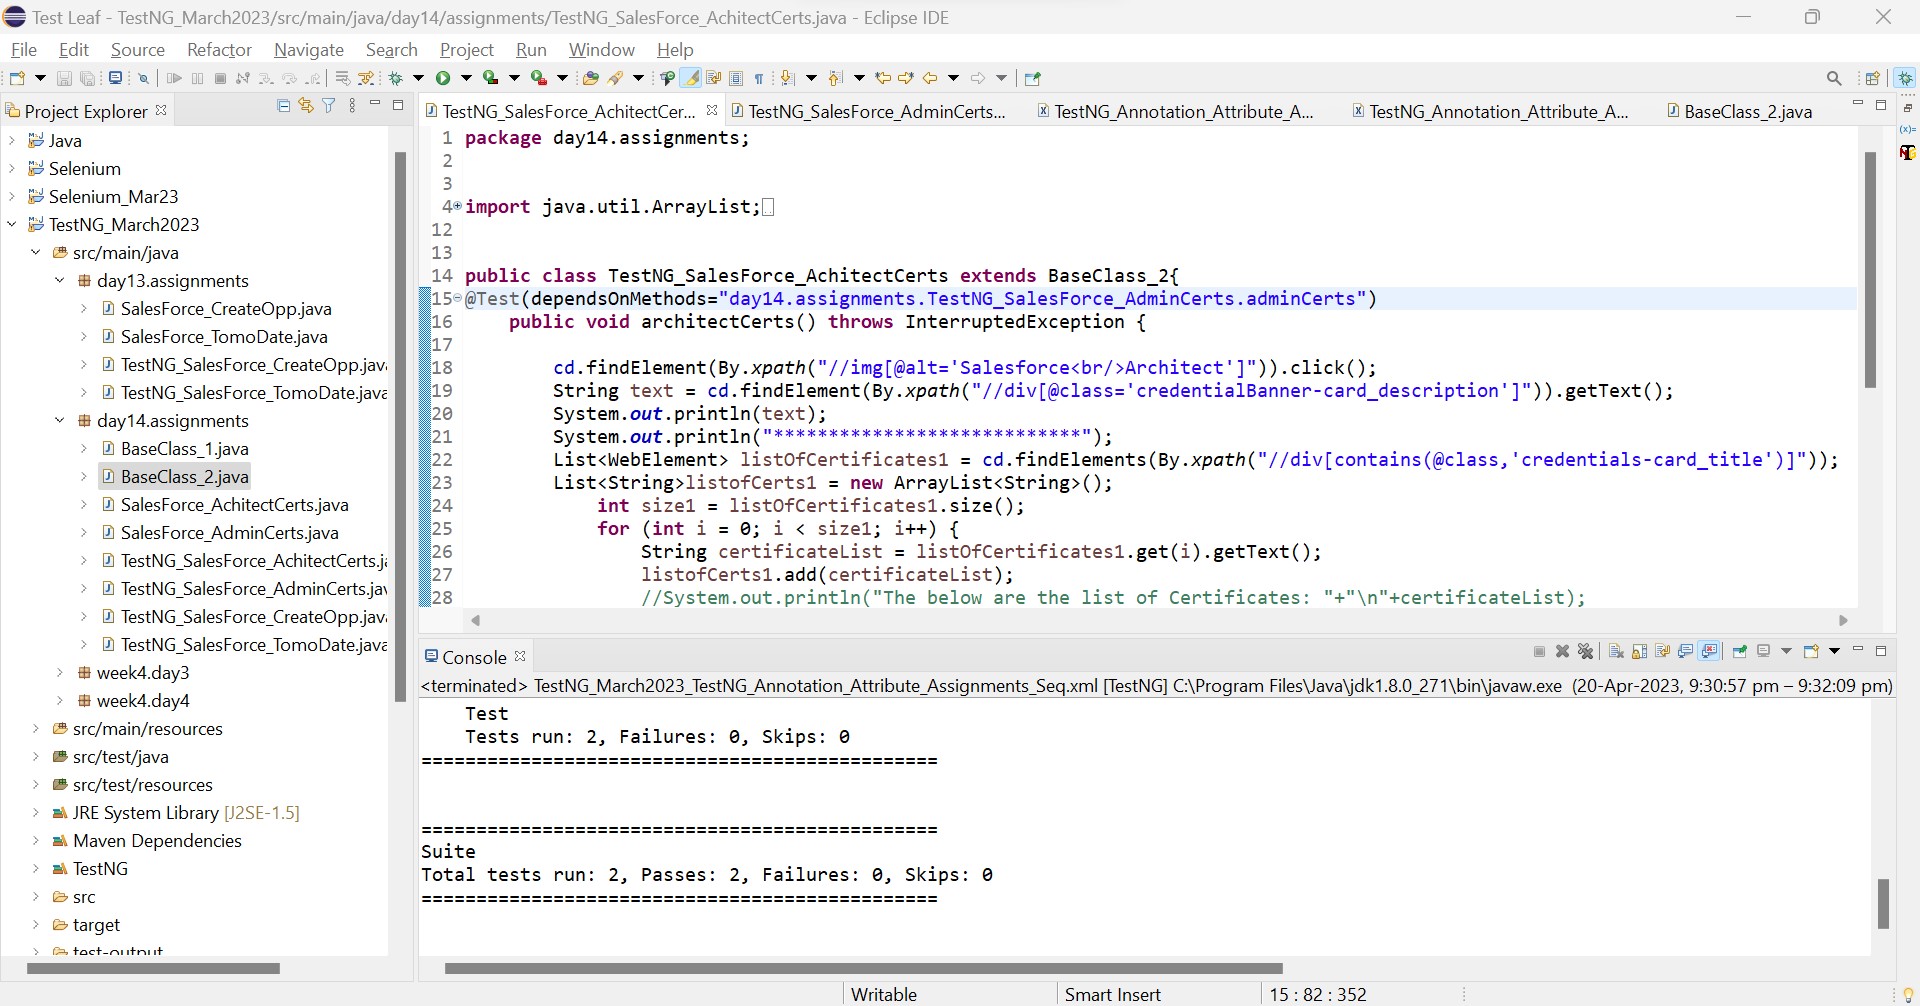 Test Leaf - TestNG_March2023/src/main/java/day14/assignments/TestNG_SalesForce_AchitectCerts.java - Eclipse IDE
File Edit Source Refactor Navigate Search Project Run Window Help
Project Explorer
Java
Selenium
Selenium_Mar23
TestNG_March2023
src/main/java
day13.assignments
SalesForce_CreateOpp.java
SalesForce_TomoDate.java
TestNG_SalesForce_CreateOpp.java
TestNG_SalesForce_TomoDate.java
day14.assignments
BaseClass_1.java
BaseClass_2.java
SalesForce_AchitectCerts.java
SalesForce_AdminCerts.java
TestNG_SalesForce_AchitectCerts.j
TestNG_SalesForce_AdminCerts.jav
TestNG_SalesForce_CreateOpp.java
TestNG_SalesForce_TomoDate.java
week4.day3
week4.day4
src/main/resources
src/test/java
src/test/resources
JRE System Library [J2SE-1.5]
Maven Dependencies
TestNG
src
target
test-output
TestNG_SalesForce_AchitectCer... TestNG_SalesForce_AdminCerts... TestNG_Annotation_Attribute_A... TestNG_Annotation_Attribute_A... BaseClass_2.java
1 package day14.assignments;
2
3
4 import java.util.ArrayList;
12
13
14 public class TestNG_SalesForce_AchitectCerts extends BaseClass_2{
15 @Test(dependsOnMethods="day14.assignments.TestNG_SalesForce_AdminCerts.adminCerts")
16 public void architectCerts() throws InterruptedException {
17
18 cd.findElement(By.xpath("//img[@alt='Salesforce<br/>Architect']")).click();
19 String text = cd.findElement(By.xpath("//div[@class='credentialBanner-card_description']")).getText();
20 System.out.println(text);
21 System.out.println("****************************");
22 List<WebElement> listOfCertificates1 = cd.findElements(By.xpath("//div[contains(@class,'credentials-card_title')]"));
23 List<String>listofCerts1 = new ArrayList<String>();
24 int size1 = listOfCertificates1.size();
25 for (int i = 0; i < size1; i++) {
26 String certificateList = listOfCertificates1.get(i).getText();
27 listofCerts1.add(certificateList);
28 //System.out.println("The below are the list of Certificates: "+"\n"+certificateList);
Console
<terminated> TestNG_March2023_TestNG_Annotation_Attribute_Assignments_Seq.xml [TestNG] C:\Program Files\Java\jdk1.8.0_271\bin\javaw.exe (20-Apr-2023, 9:30:57 pm – 9:32:09 pm)
Test
Tests run: 2, Failures: 0, Skips: 0
===============================================
===============================================
Suite
Total tests run: 2, Passes: 2, Failures: 0, Skips: 0
===============================================
Writable Smart Insert 15 : 82 : 352